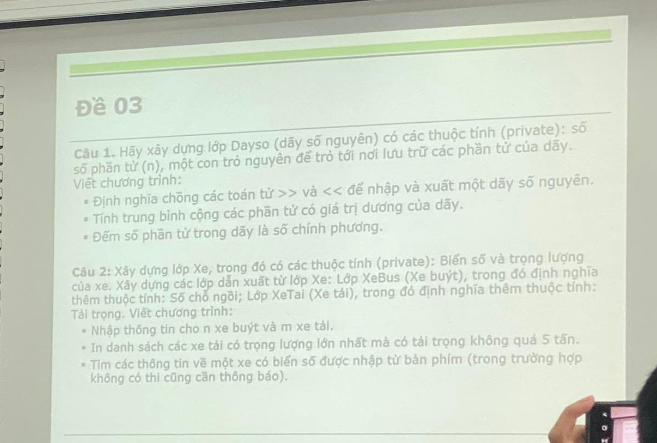 Đề 03
Câu 1. Hãy xây dựng lớp Dayso (dãy số nguyên) có các thuộc tính (private): số
số phần tử (n), một con trỏ nguyên để trỏ tới nơi lưu trữ các phần tử của dãy.
Viết chương trình:
▪ Định nghĩa chồng các toán tử >> và << để nhập và xuất một dãy số nguyên.
▪ Tính trung bình cộng các phần tử có giá trị dương của dãy.
▪ Đếm số phần tử trong dãy là số chính phương.
Câu 2: Xây dựng lớp Xe, trong đó có các thuộc tính (private): Biển số và trọng lượng
của xe. Xây dựng các lớp dẫn xuất từ lớp Xe: Lớp XeBus (Xe buýt), trong đó định nghĩa
thêm thuộc tính: Số chỗ ngồi; Lớp XeTai (Xe tải), trong đó định nghĩa thêm thuộc tính:
Tải trọng. Viết chương trình:
▪ Nhập thông tin cho n xe buýt và m xe tải.
▪ In danh sách các xe tải có trọng lượng lớn nhất mà có tải trọng không quá 5 tấn.
▪ Tìm các thông tin về một xe có biển số được nhập từ bàn phím (trong trường hợp
không có thì cũng cần thông báo).